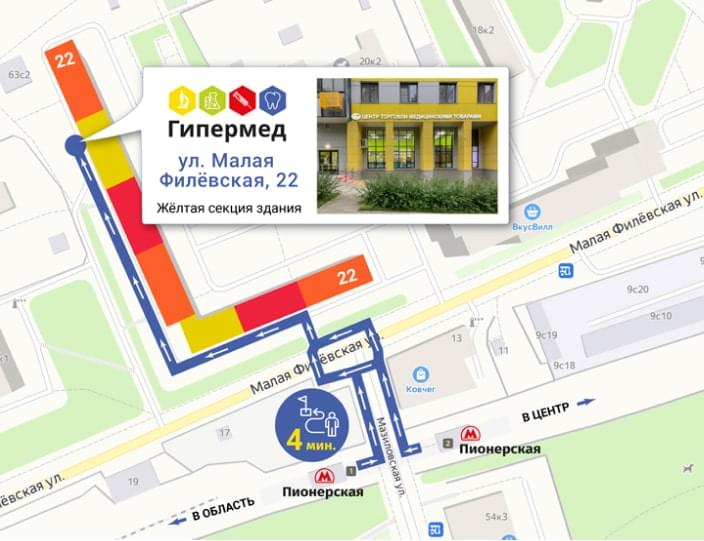 18к2
22
20к2
63с2
Гипермед
ул. Малая
Филёвская, 22
Жёлтая секция здания
ЦЕНТР ТОРГОВЛИ МЕДИЦИНСКИМИ ТОВАРАМИ
ВкусВилл
Малая Филёвская ул.
22
9с20
9с10
9с19
9с18
13
11
Малая Филёвская ул.
Ковчег
4 мин.
17
Мазиловская ул.
В ЦЕНТР
2
Пионерская
1
Пионерская
19
лёвская ул.
В ОБЛАСТЬ
54к3